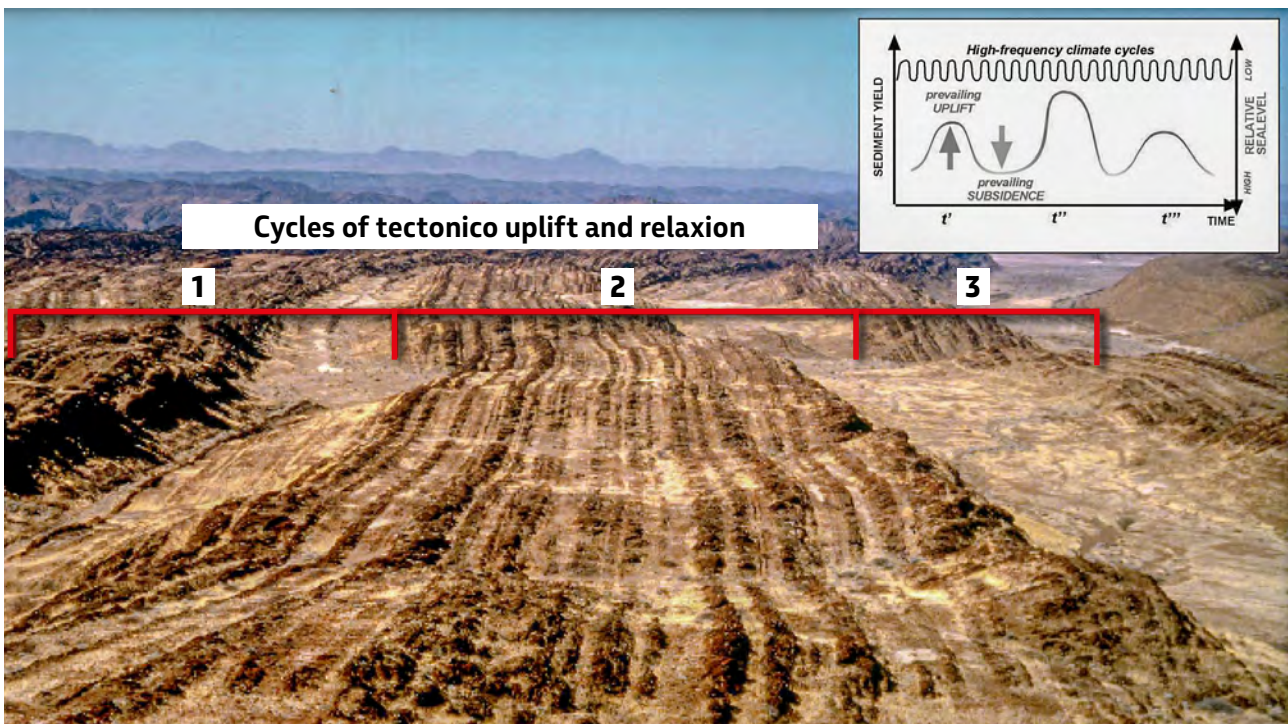 High-frequency climate cycles
LOW
prevailing
UPLIFT
SEDIMENT YIELD
RELATIVE
SEALEVEL
prevailing
SUBSIDENCE
HIGH
t' t'' t''' TIME
Cycles of tectonico uplift and relaxion
1 2 3